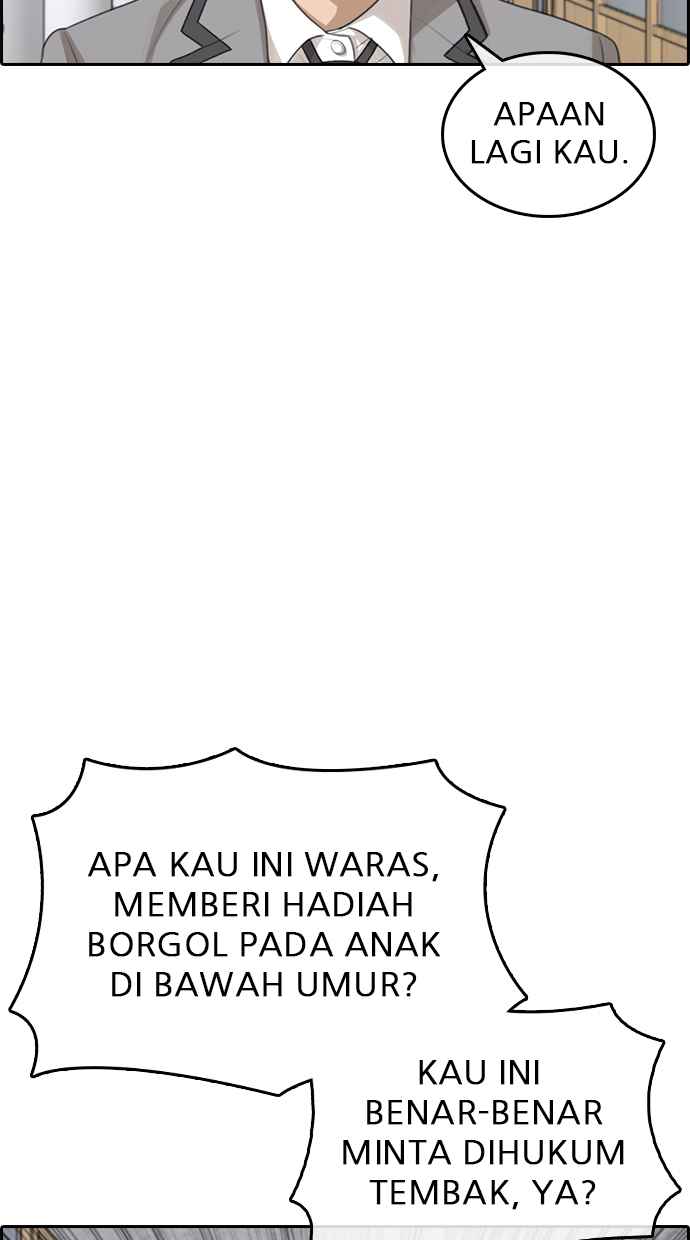 APAAN
LAGI KAU.
APA KAU INI WARAS,
MEMBERI HADIAH
BORGOL PADA ANAK
DI BAWAH UMUR?
KAU INI
BENAR-BENAR
MINTA DIHUKUM
TEMBAK, YA?